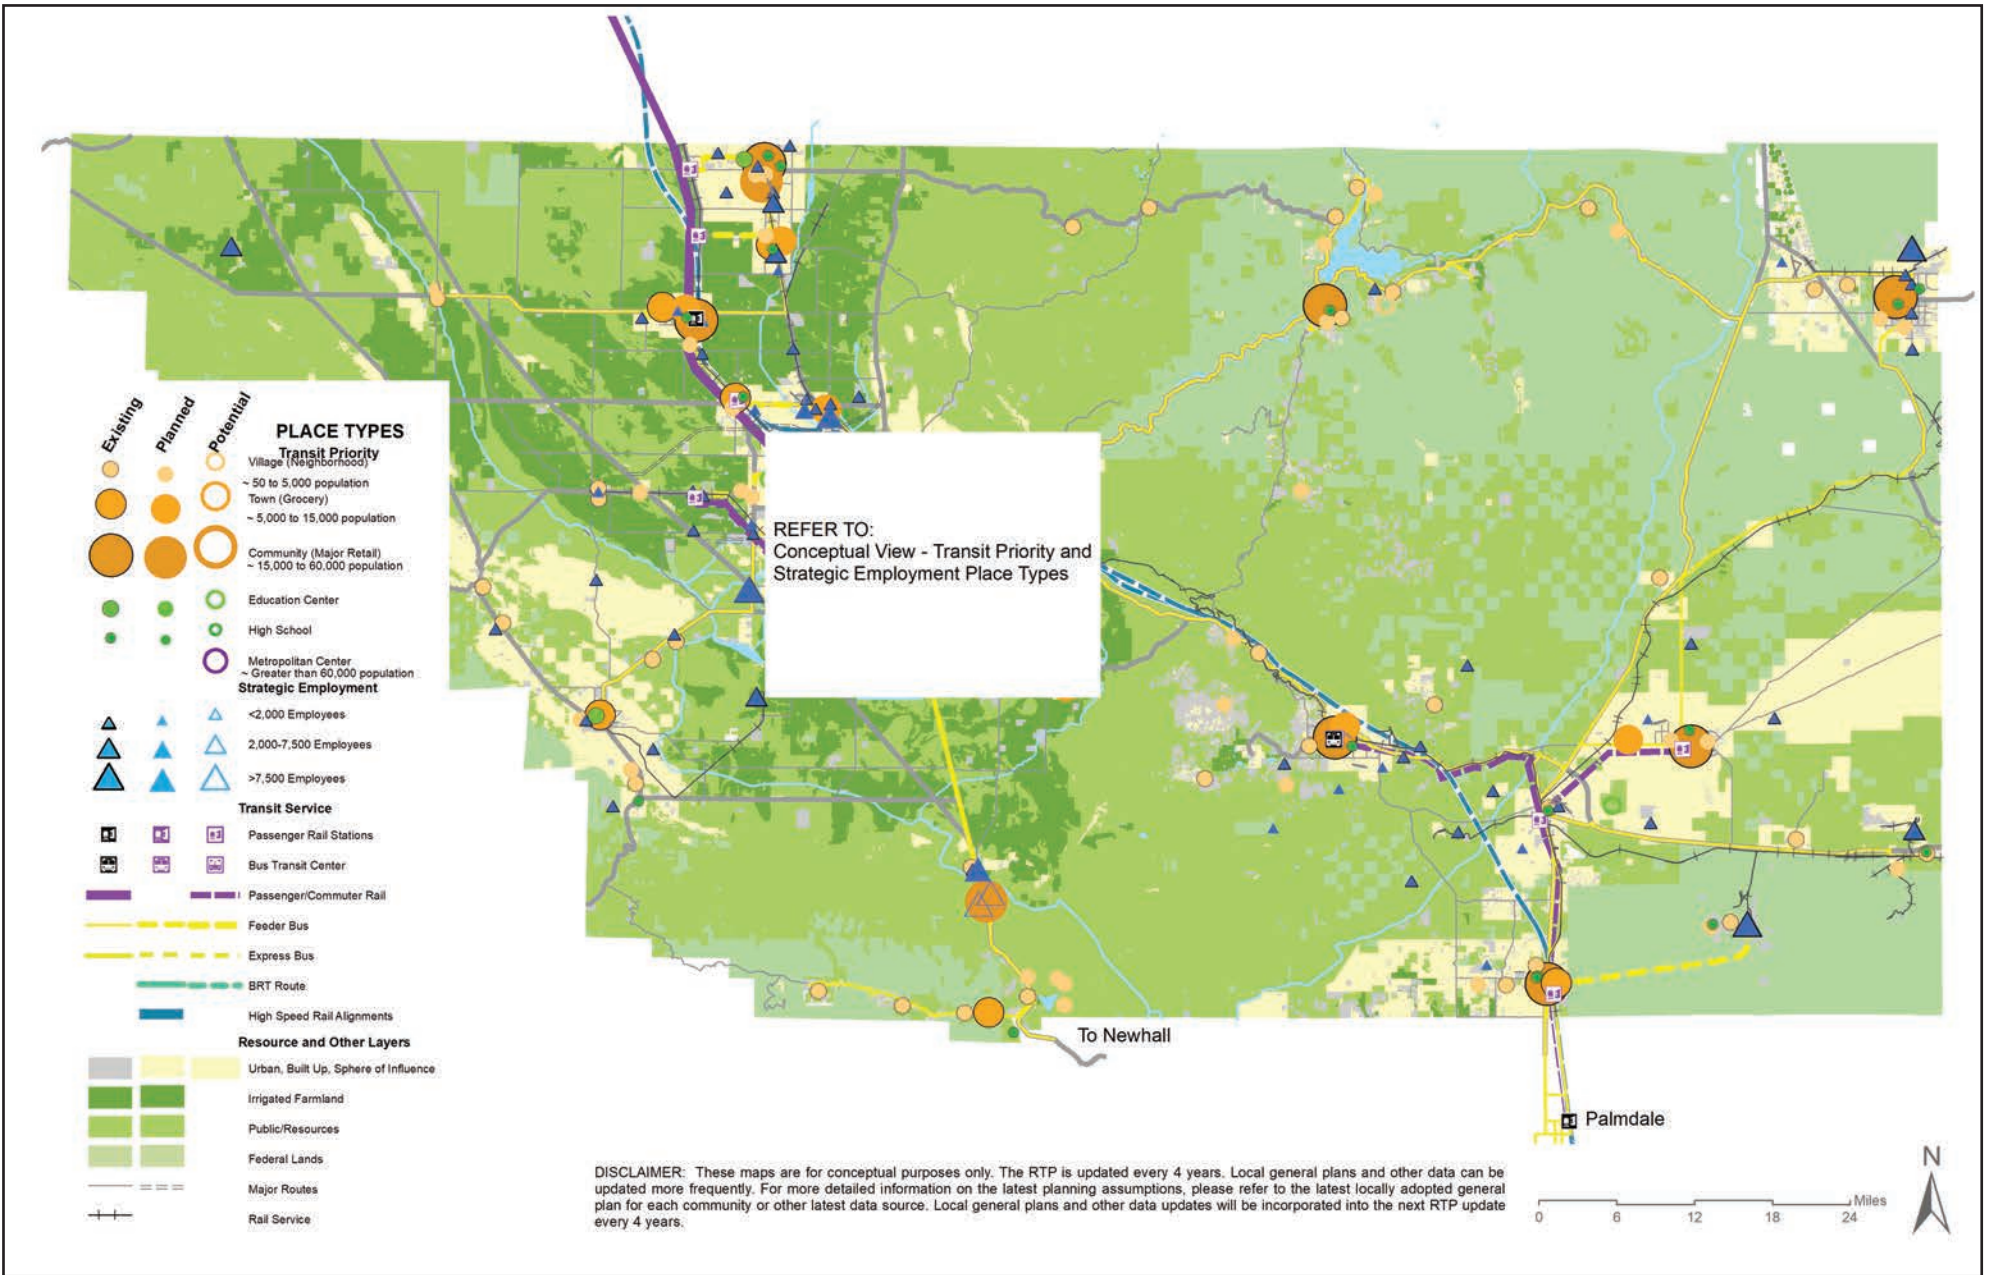 Existing
Planned
Potential
PLACE TYPES
Transit Priority
Village (Neighborhood)
~ 50 to 5,000 population
Town (Grocery)
~ 5,000 to 15,000 population
Community (Major Retail)
~ 15,000 to 60,000 population
Education Center
High School
Metropolitan Center
~ Greater than 60,000 population
Strategic Employment
<2,000 Employees
2,000-7,500 Employees
>7,500 Employees
Transit Service
Passenger Rail Stations
Bus Transit Center
Passenger/Commuter Rail
Feeder Bus
Express Bus
BRT Route
High Speed Rail Alignments
Resource and Other Layers
Urban, Built Up, Sphere of Influence
Irrigated Farmland
Public/Resources
Federal Lands
Major Routes
Rail Service
REFER TO:
Conceptual View - Transit Priority and
Strategic Employment Place Types
To Newhall
Palmdale
DISCLAIMER: These maps are for conceptual purposes only. The RTP is updated every 4 years. Local general plans and other data can be
updated more frequently. For more detailed information on the latest planning assumptions, please refer to the latest locally adopted general
plan for each community or other latest data source. Local general plans and other data updates will be incorporated into the next RTP update
every 4 years.
N
Miles
0 6 12 18 24